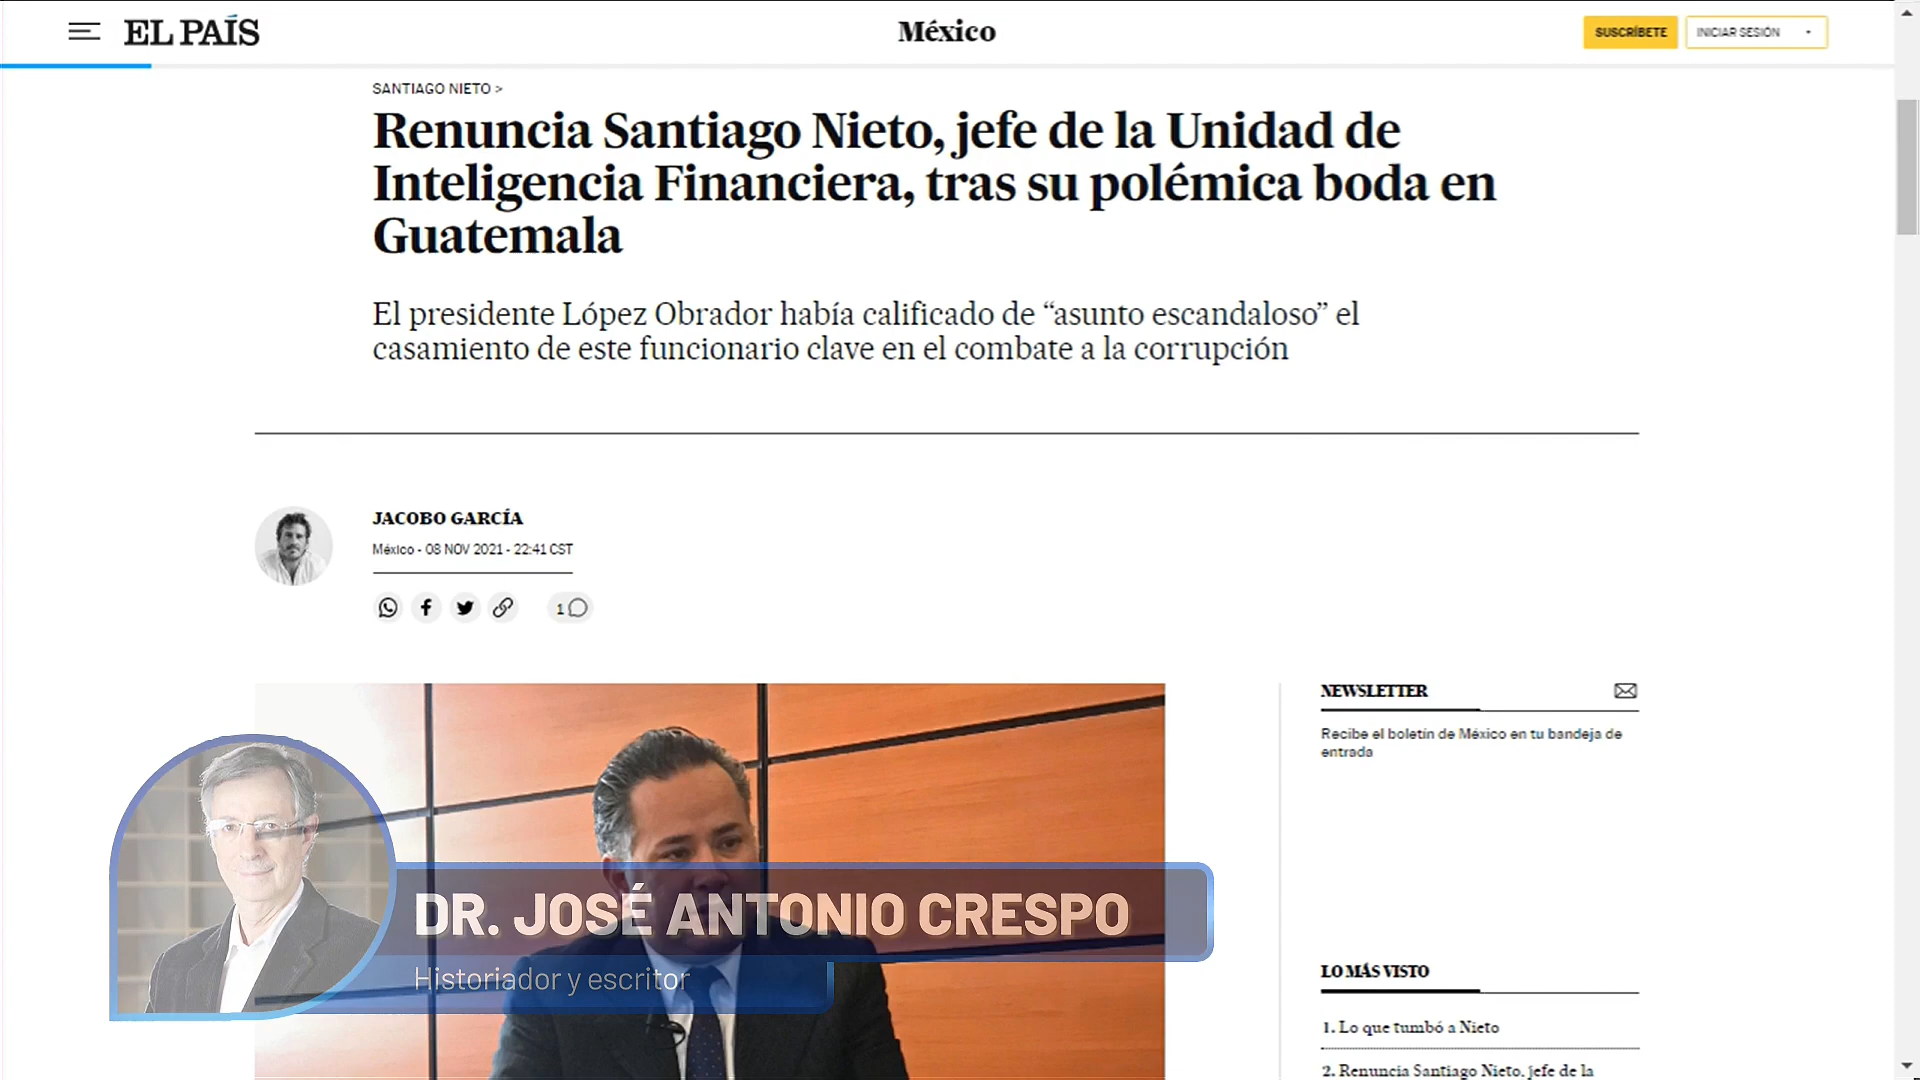 EL PAÍS
México
SUSCRÍBETE
INICIAR SESIÓN
SANTIAGO NIETO >
Renuncia Santiago Nieto, jefe de la Unidad de
Inteligencia Financiera, tras su polémica boda en
Guatemala
El presidente López Obrador había calificado de “asunto escandaloso” el
casamiento de este funcionario clave en el combate a la corrupción
JACOBO GARCÍA
México - 08 NOV 2021 - 22:41 CST
1
NEWSLETTER
Recibe el boletín de México en tu bandeja de
entrada
DR. JOSÉ ANTONIO CRESPO
Historiador y escritor
LO MÁS VISTO
1. Lo que tumbó a Nieto
2. Renuncia Santiago Nieto, jefe de la